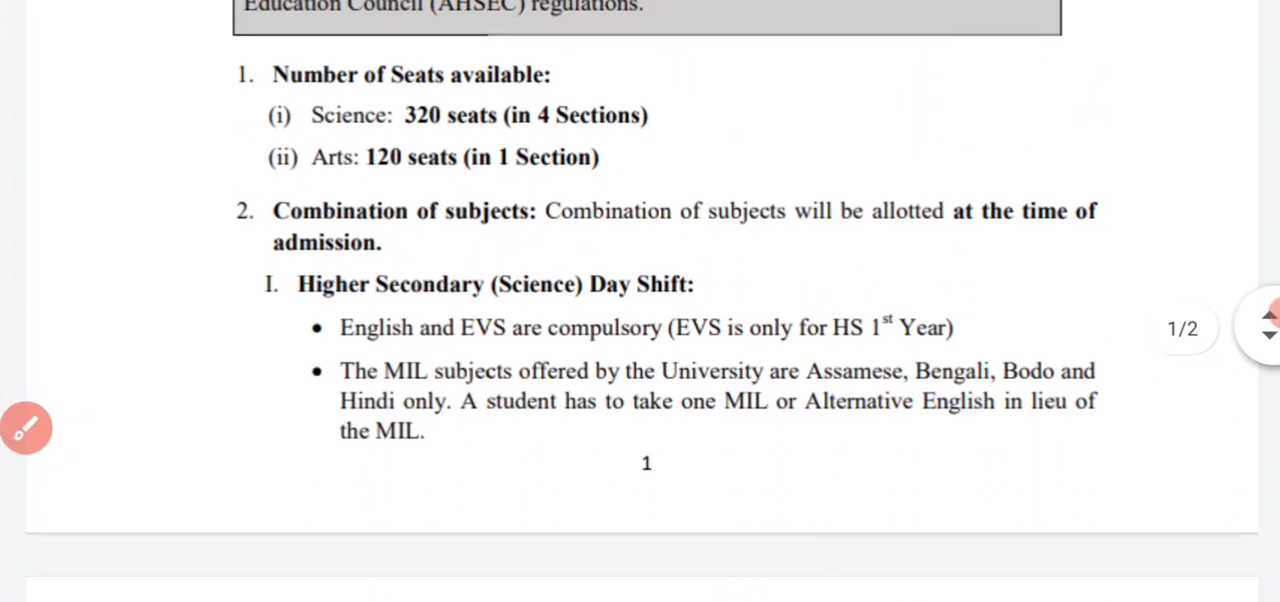 Education Council (AHSEC) regulations.
1. Number of Seats available:
(i) Science: 320 seats (in 4 Sections)
(ii) Arts: 120 seats (in 1 Section)
2. Combination of subjects: Combination of subjects will be allotted at the time of
admission.
I. Higher Secondary (Science) Day Shift:
• English and EVS are compulsory (EVS is only for HS 1st Year)
• The MIL subjects offered by the University are Assamese, Bengali, Bodo and
Hindi only. A student has to take one MIL or Alternative English in lieu of
the MIL.
1
1/2